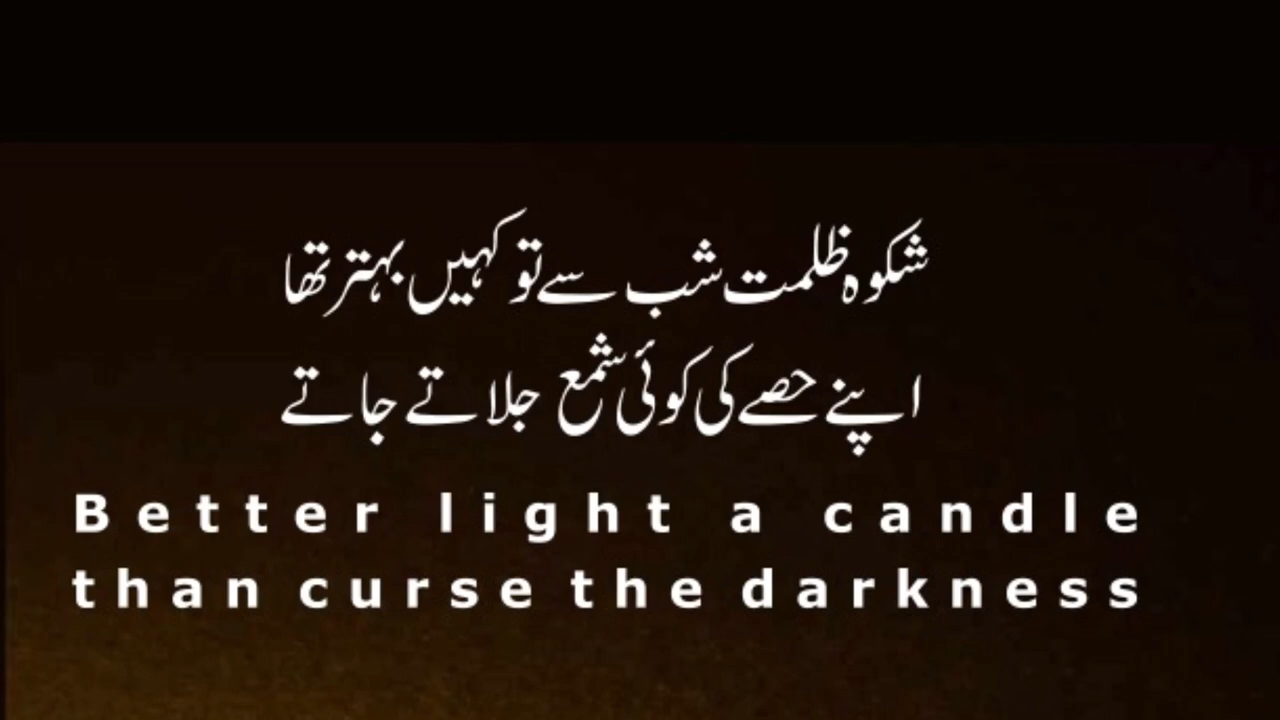 شکوہ ظلمت شب سے تو کہیں بہتر تھا
اپنے حصے کی کوئی شمع جلاتے جاتے
Better light a candle
than curse the darkness